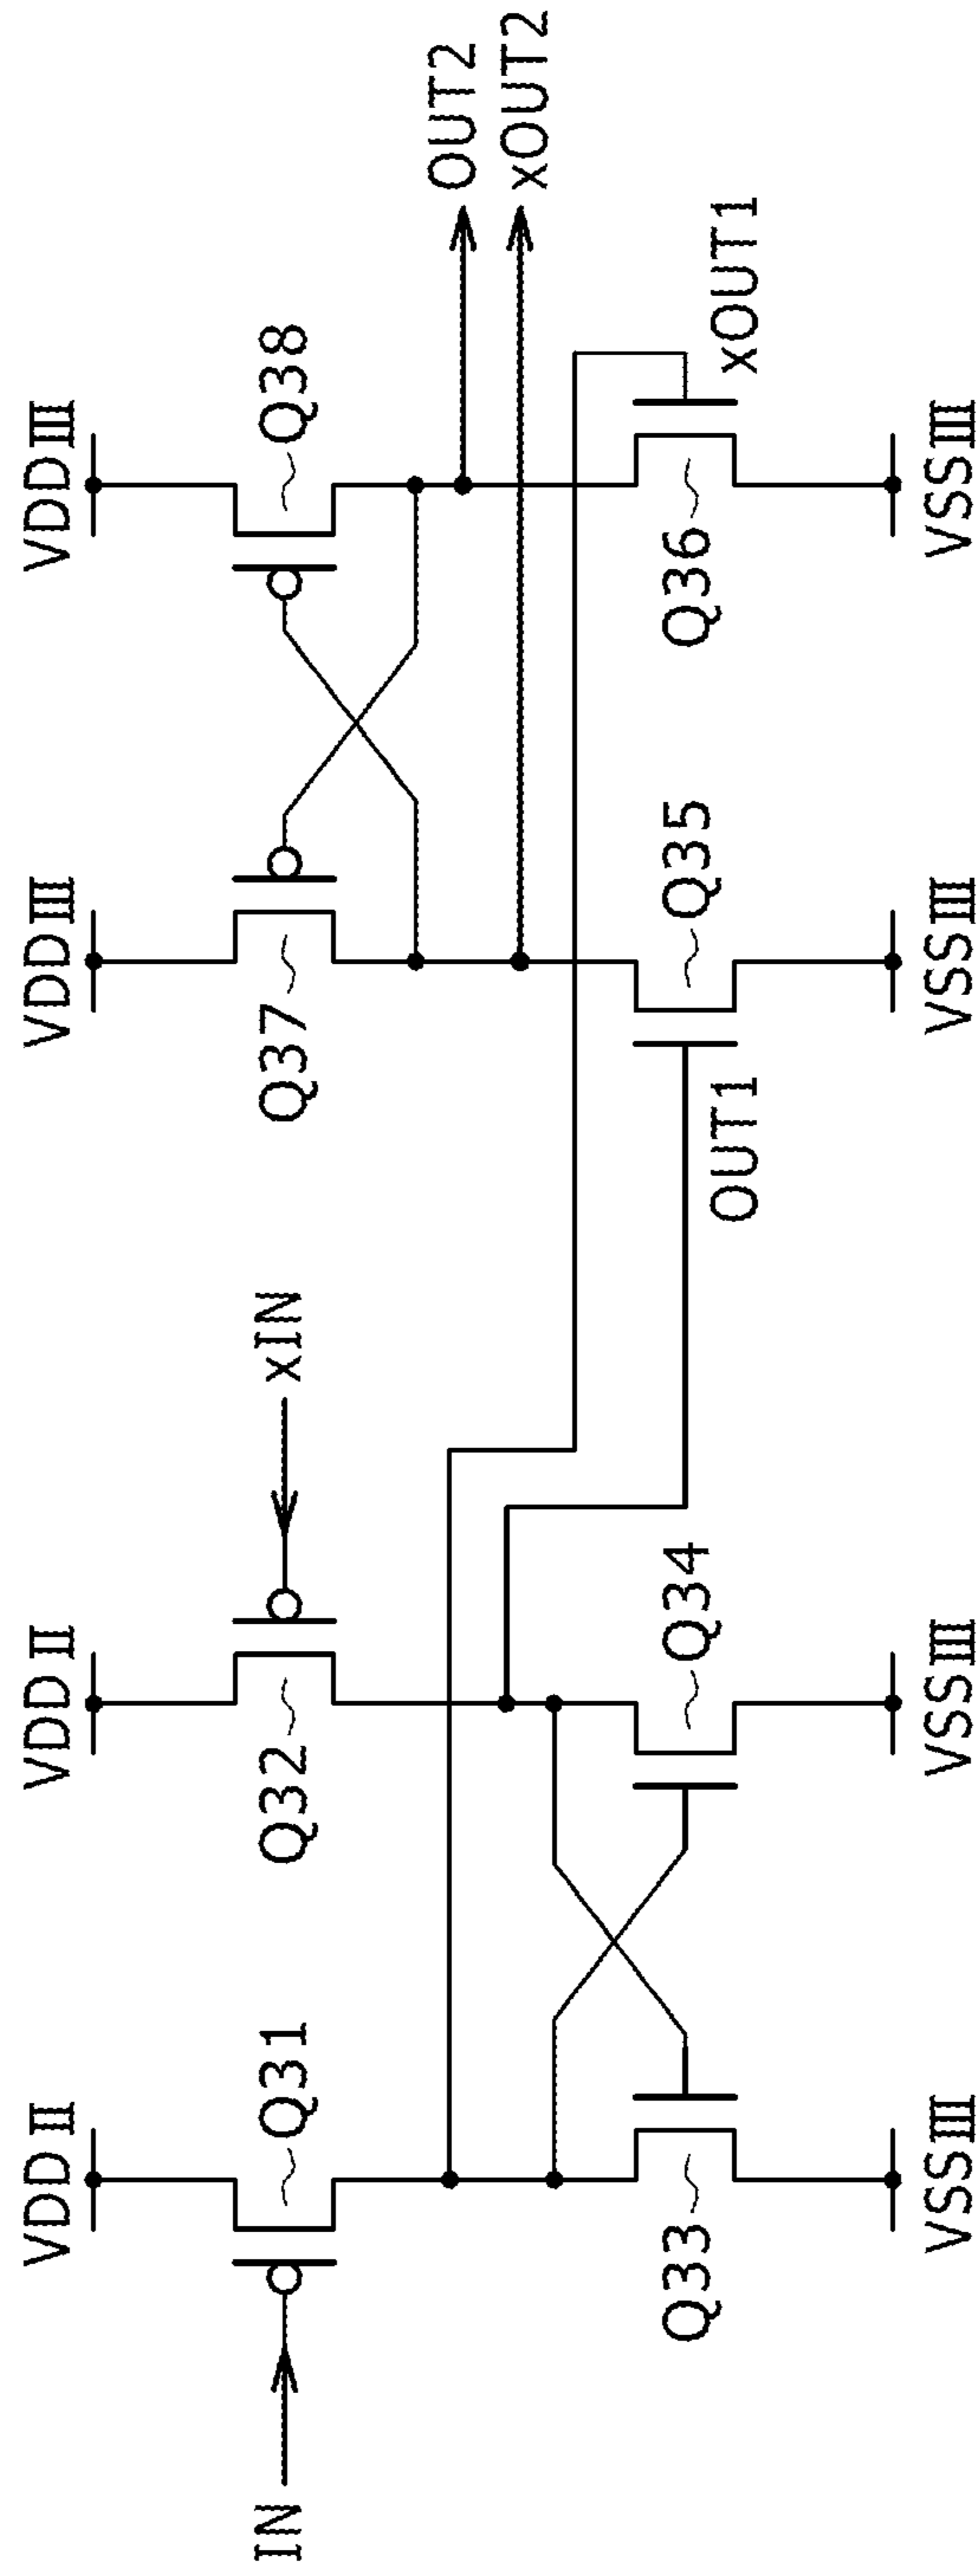 VDDⅡ
VDDⅡ
VDDⅢ
VDDⅢ
IN
Q31
Q32
xIN
Q37
Q38
OUT2
xOUT2
Q33
Q34
OUT1
Q35
Q36
xOUT1
VSSⅢ
VSSⅢ
VSSⅢ
VSSⅢ